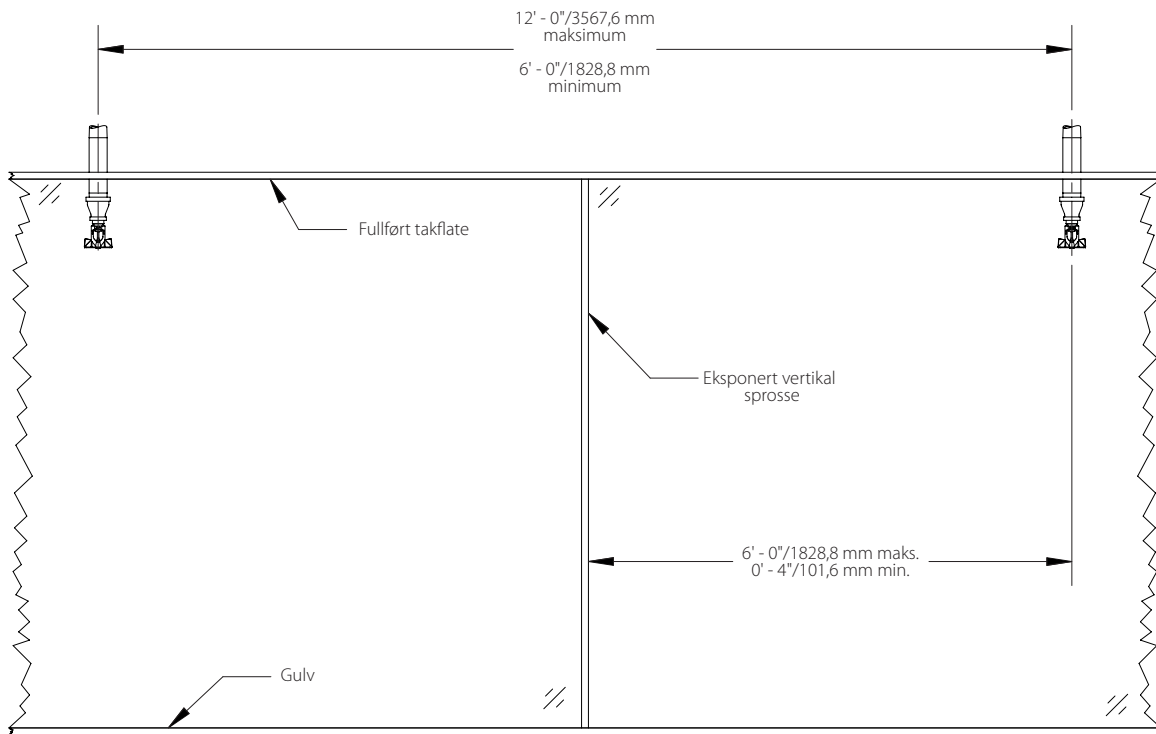 12' - 0"/3567,6 mm
maksimum
6' - 0"/1828,8 mm
minimum
Fullført takflate
Eksponert vertikal
sprosse
6' - 0"/1828,8 mm maks.
0' - 4"/101,6 mm min.
Gulv